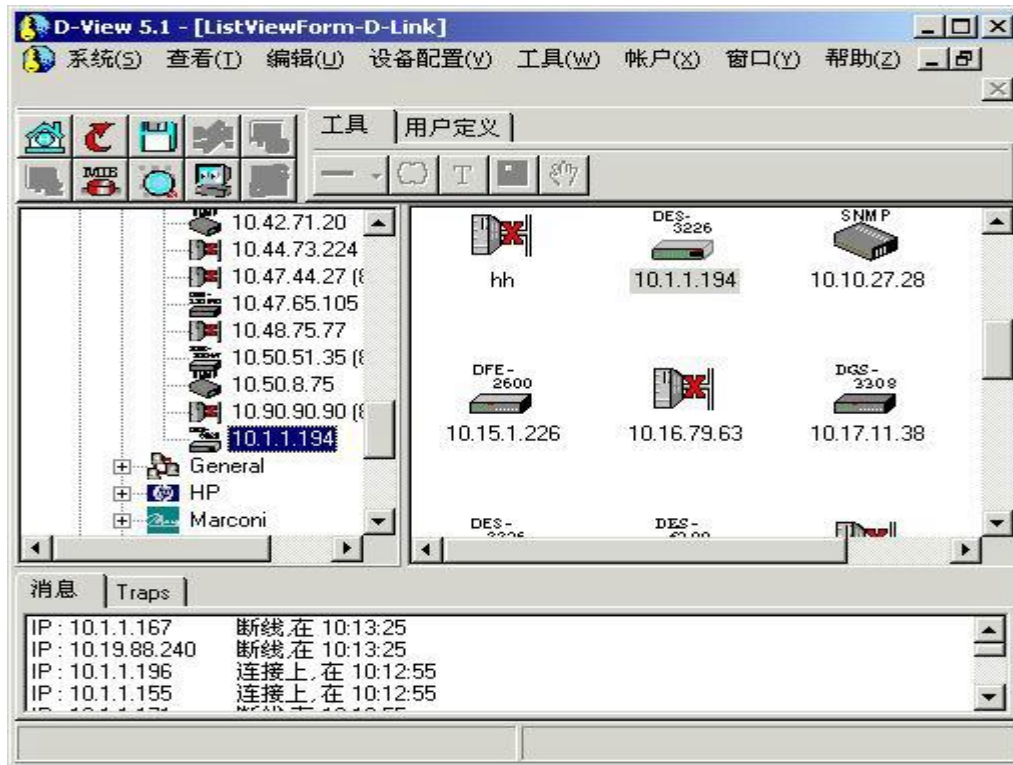 D-View 5.1 - [ListViewForm-D-Link]
系统(S) 查看(T) 编辑(U) 设备配置(V) 工具(W) 帐户(X) 窗口(Y) 帮助(Z)
工具 用户定义
T
MIB
10.42.71.20
10.44.73.224
10.47.44.27 (8
10.47.65.105
10.48.75.77
10.50.51.35 (8
10.50.8.75
10.90.90.90 (8
10.1.1.194
General
HP
Marconi
hh
DES-
3226
10.1.1.194
SNMP
10.10.27.28
DFE-
2600
10.15.1.226
10.16.79.63
DGS-
3308
10.17.11.38
DES-
DES-
消息 Traps
IP : 10.1.1.167 断线,在 10:13:25
IP : 10.19.88.240 断线,在 10:13:25
IP : 10.1.1.196 连接上,在 10:12:55
IP : 10.1.1.155 连接上,在 10:12:55